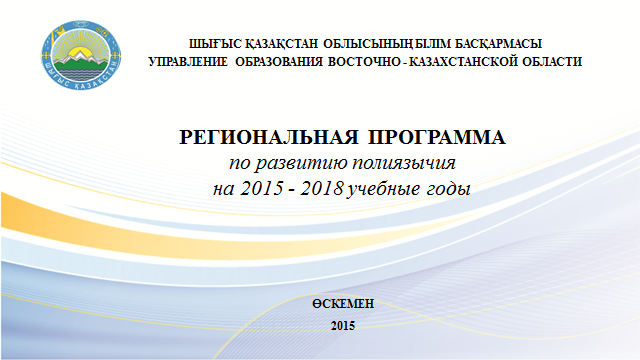 ШЫҒЫС ҚАЗАҚСТАН ОБЛЫСЫНЫҢ БІЛІМ БАСҚАРМАСЫ
УПРАВЛЕНИЕ ОБРАЗОВАНИЯ ВОСТОЧНО - КАЗАХСТАНСКОЙ ОБЛАСТИ
ШЫҒЫС ҚАЗАҚСТАН
РЕГИОНАЛЬНАЯ ПРОГРАММА
по развитию полиязычия
на 2015 - 2018 учебные годы
ӨСКЕМЕН
2015